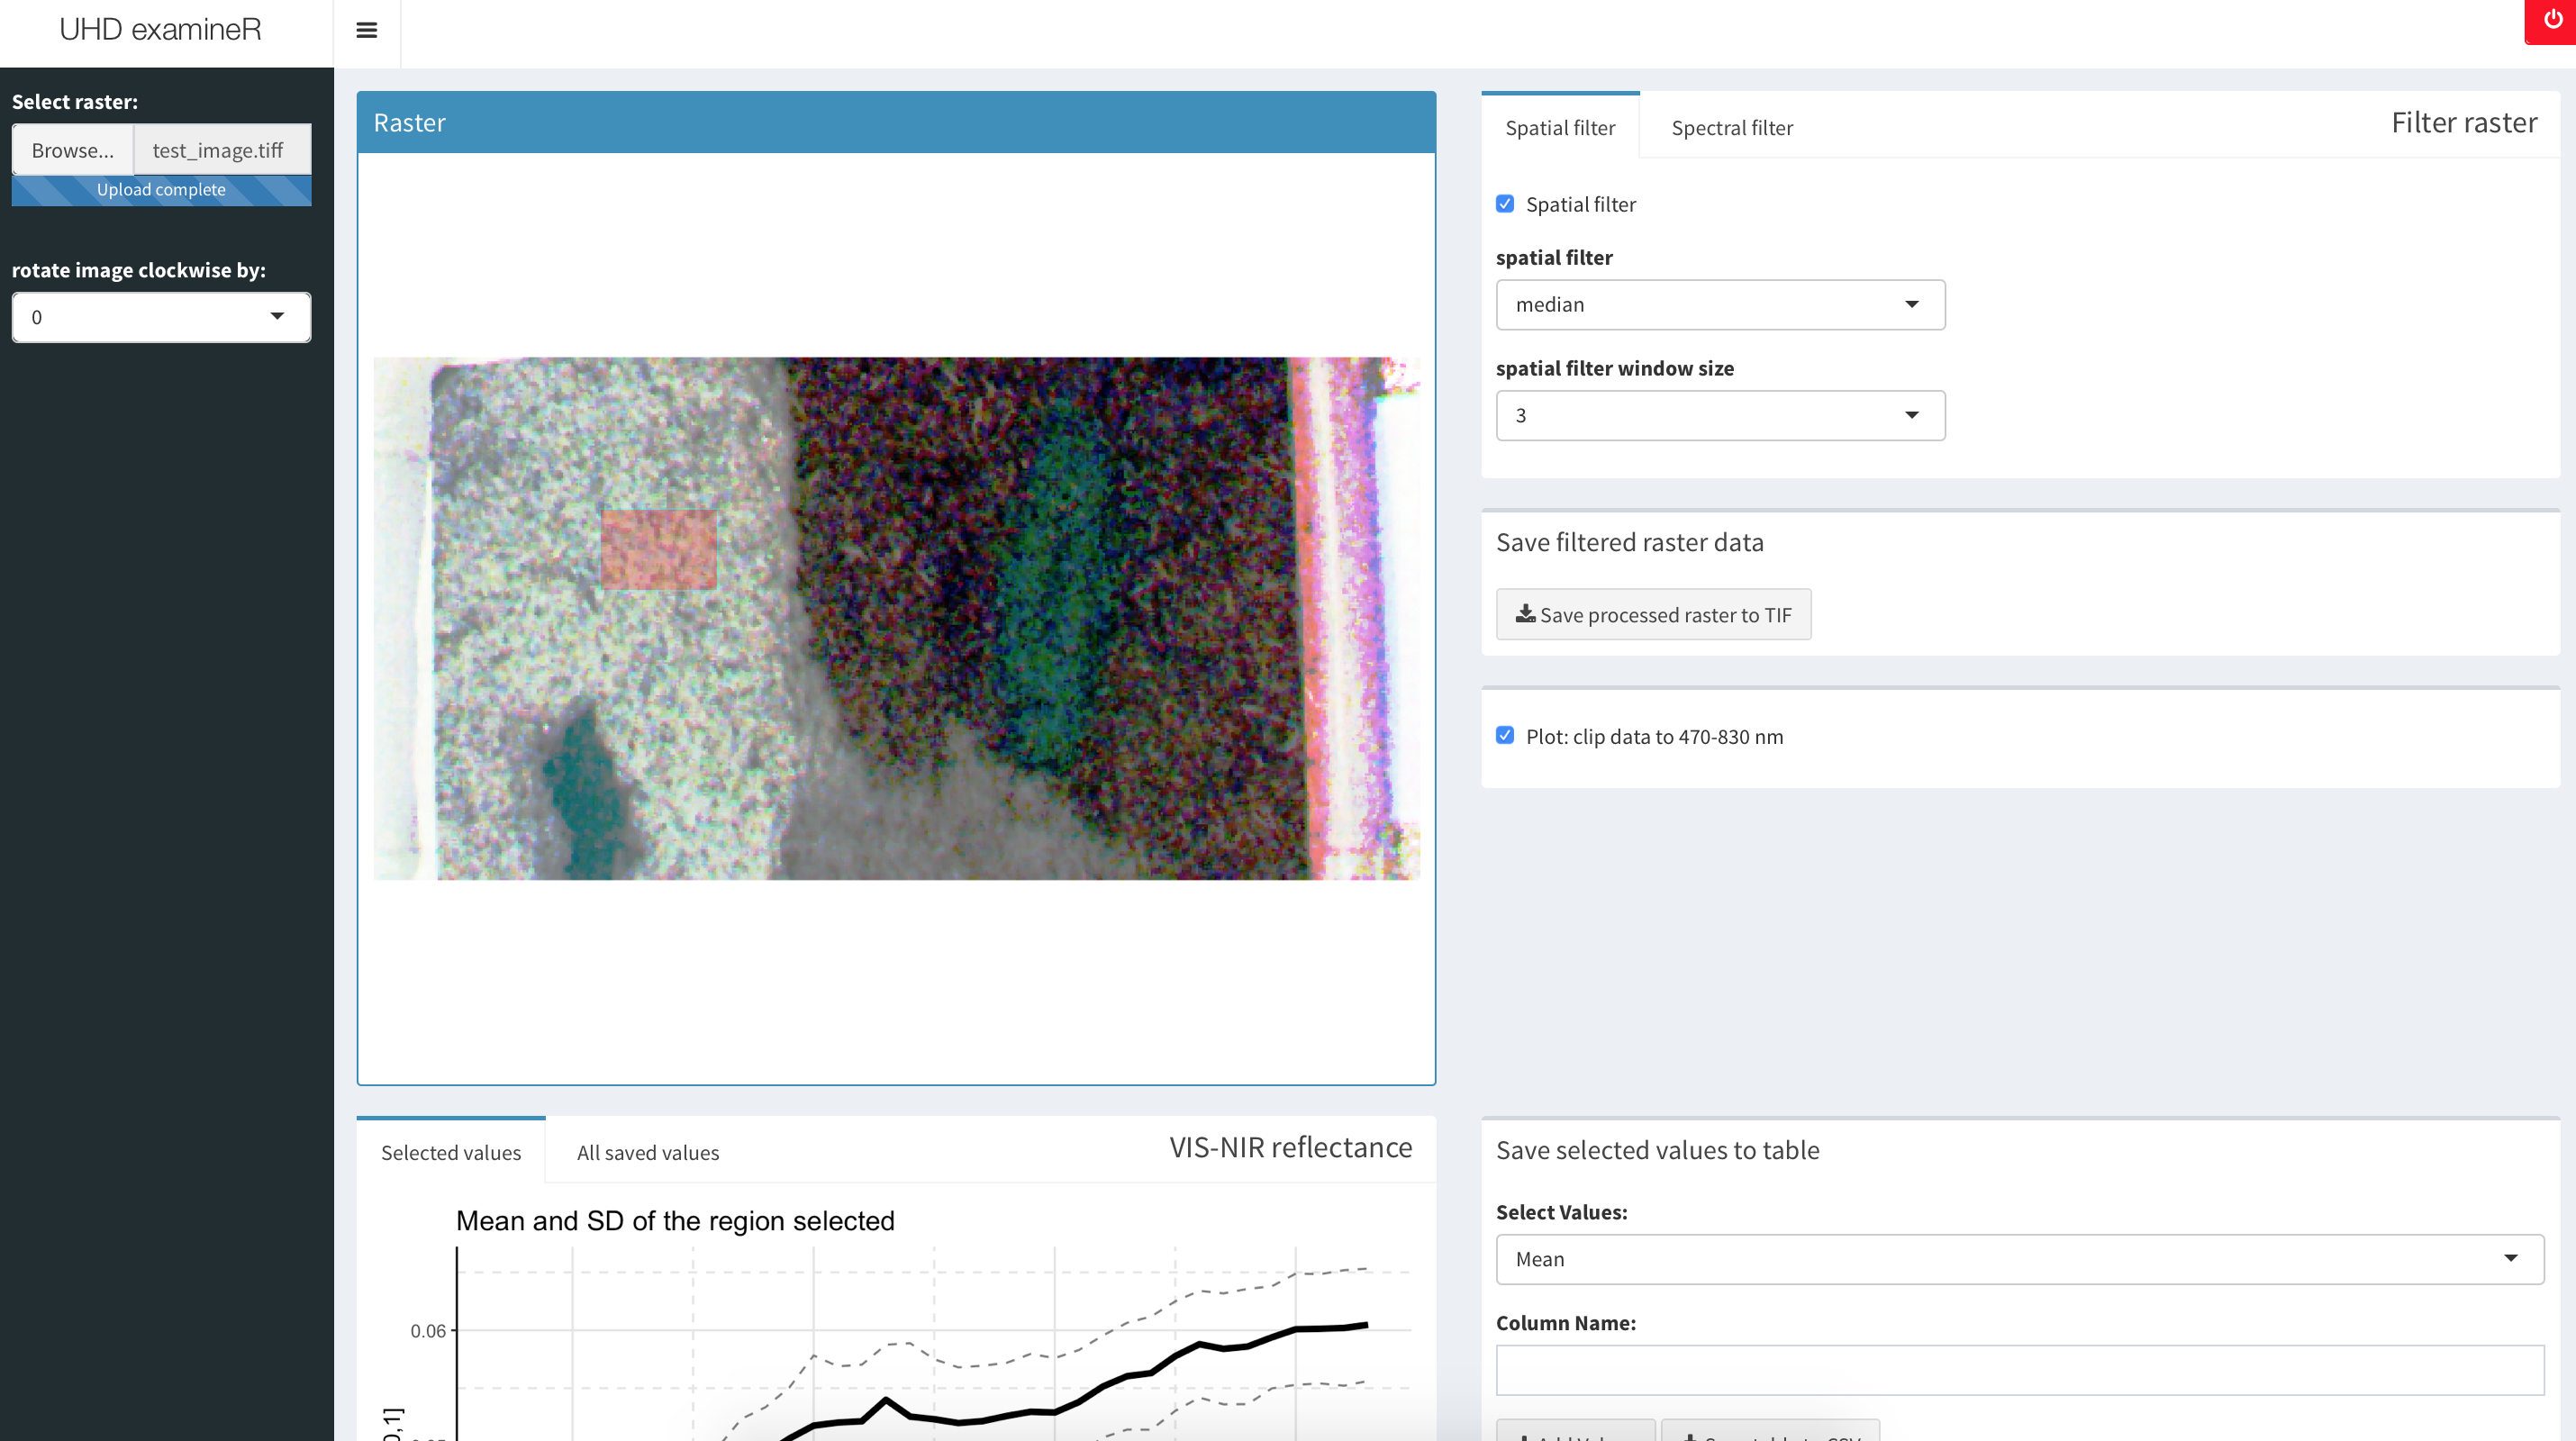 UHD examineR
Select raster:
Browse... test_image.tiff
Upload complete
rotate image clockwise by:
0
Raster
Spatial filter Spectral filter Filter raster
Spatial filter
spatial filter
median
spatial filter window size
3
Save filtered raster data
Save processed raster to TIF
Plot: clip data to 470-830 nm
Selected values All saved values VIS-NIR reflectance
Mean and SD of the region selected
0.06
Save selected values to table
Select Values:
Mean
Column Name: